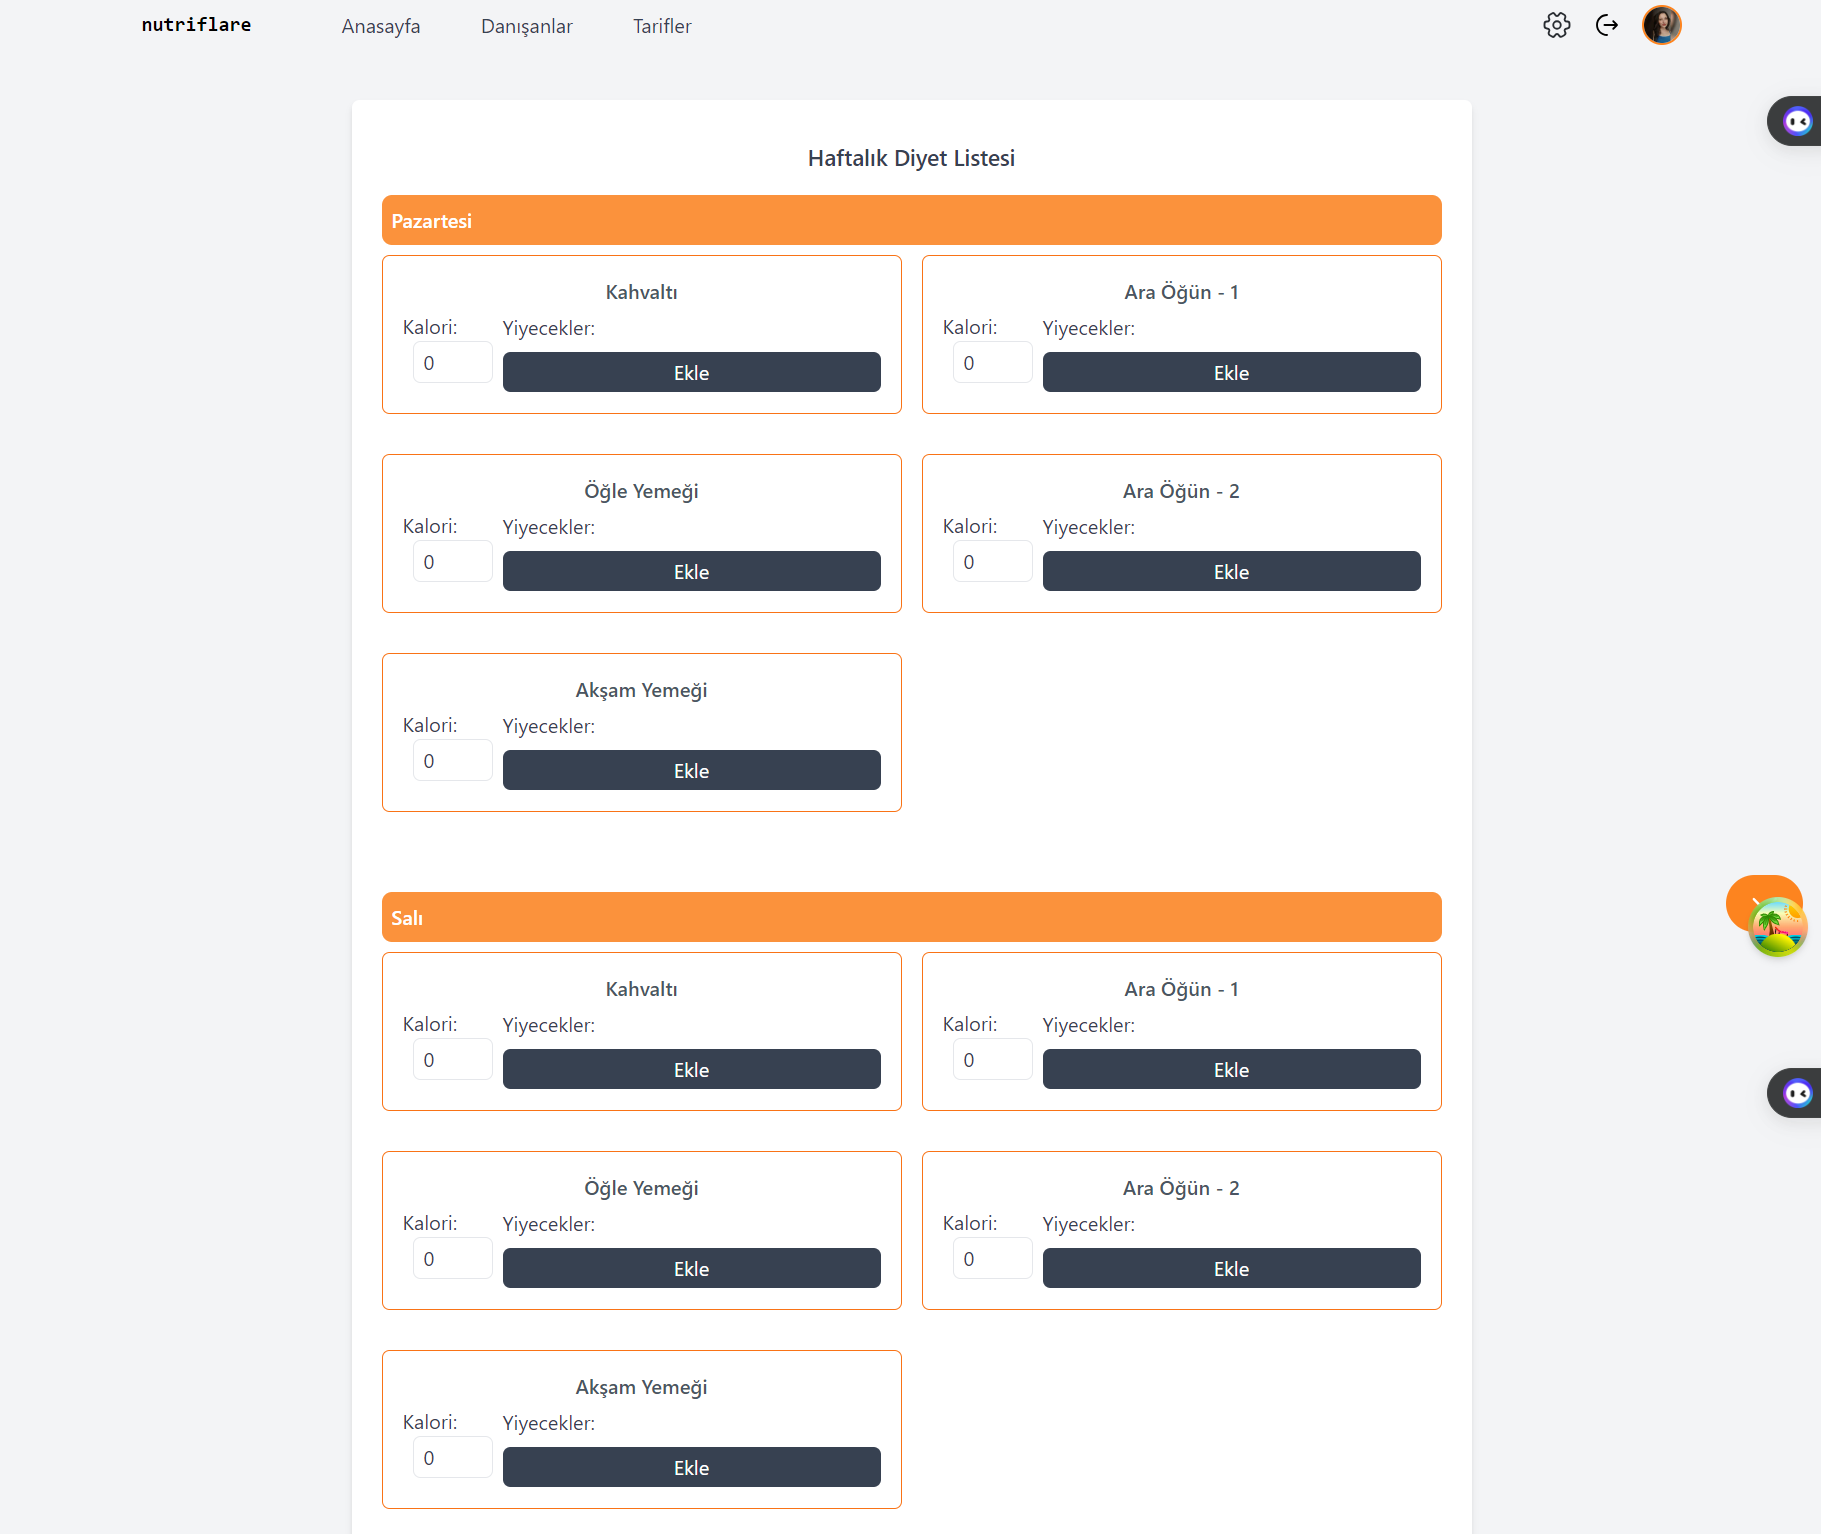 nutriflare Anasayfa Danışanlar Tarifler
Haftalık Diyet Listesi
Pazartesi
Kahvaltı
Kalori: Yiyecekler:
0 Ekle
Ara Öğün - 1
Kalori: Yiyecekler:
0 Ekle
Öğle Yemeği
Kalori: Yiyecekler:
0 Ekle
Ara Öğün - 2
Kalori: Yiyecekler:
0 Ekle
Akşam Yemeği
Kalori: Yiyecekler:
0 Ekle
Salı
Kahvaltı
Kalori: Yiyecekler:
0 Ekle
Ara Öğün - 1
Kalori: Yiyecekler:
0 Ekle
Öğle Yemeği
Kalori: Yiyecekler:
0 Ekle
Ara Öğün - 2
Kalori: Yiyecekler:
0 Ekle
Akşam Yemeği
Kalori: Yiyecekler:
0 Ekle